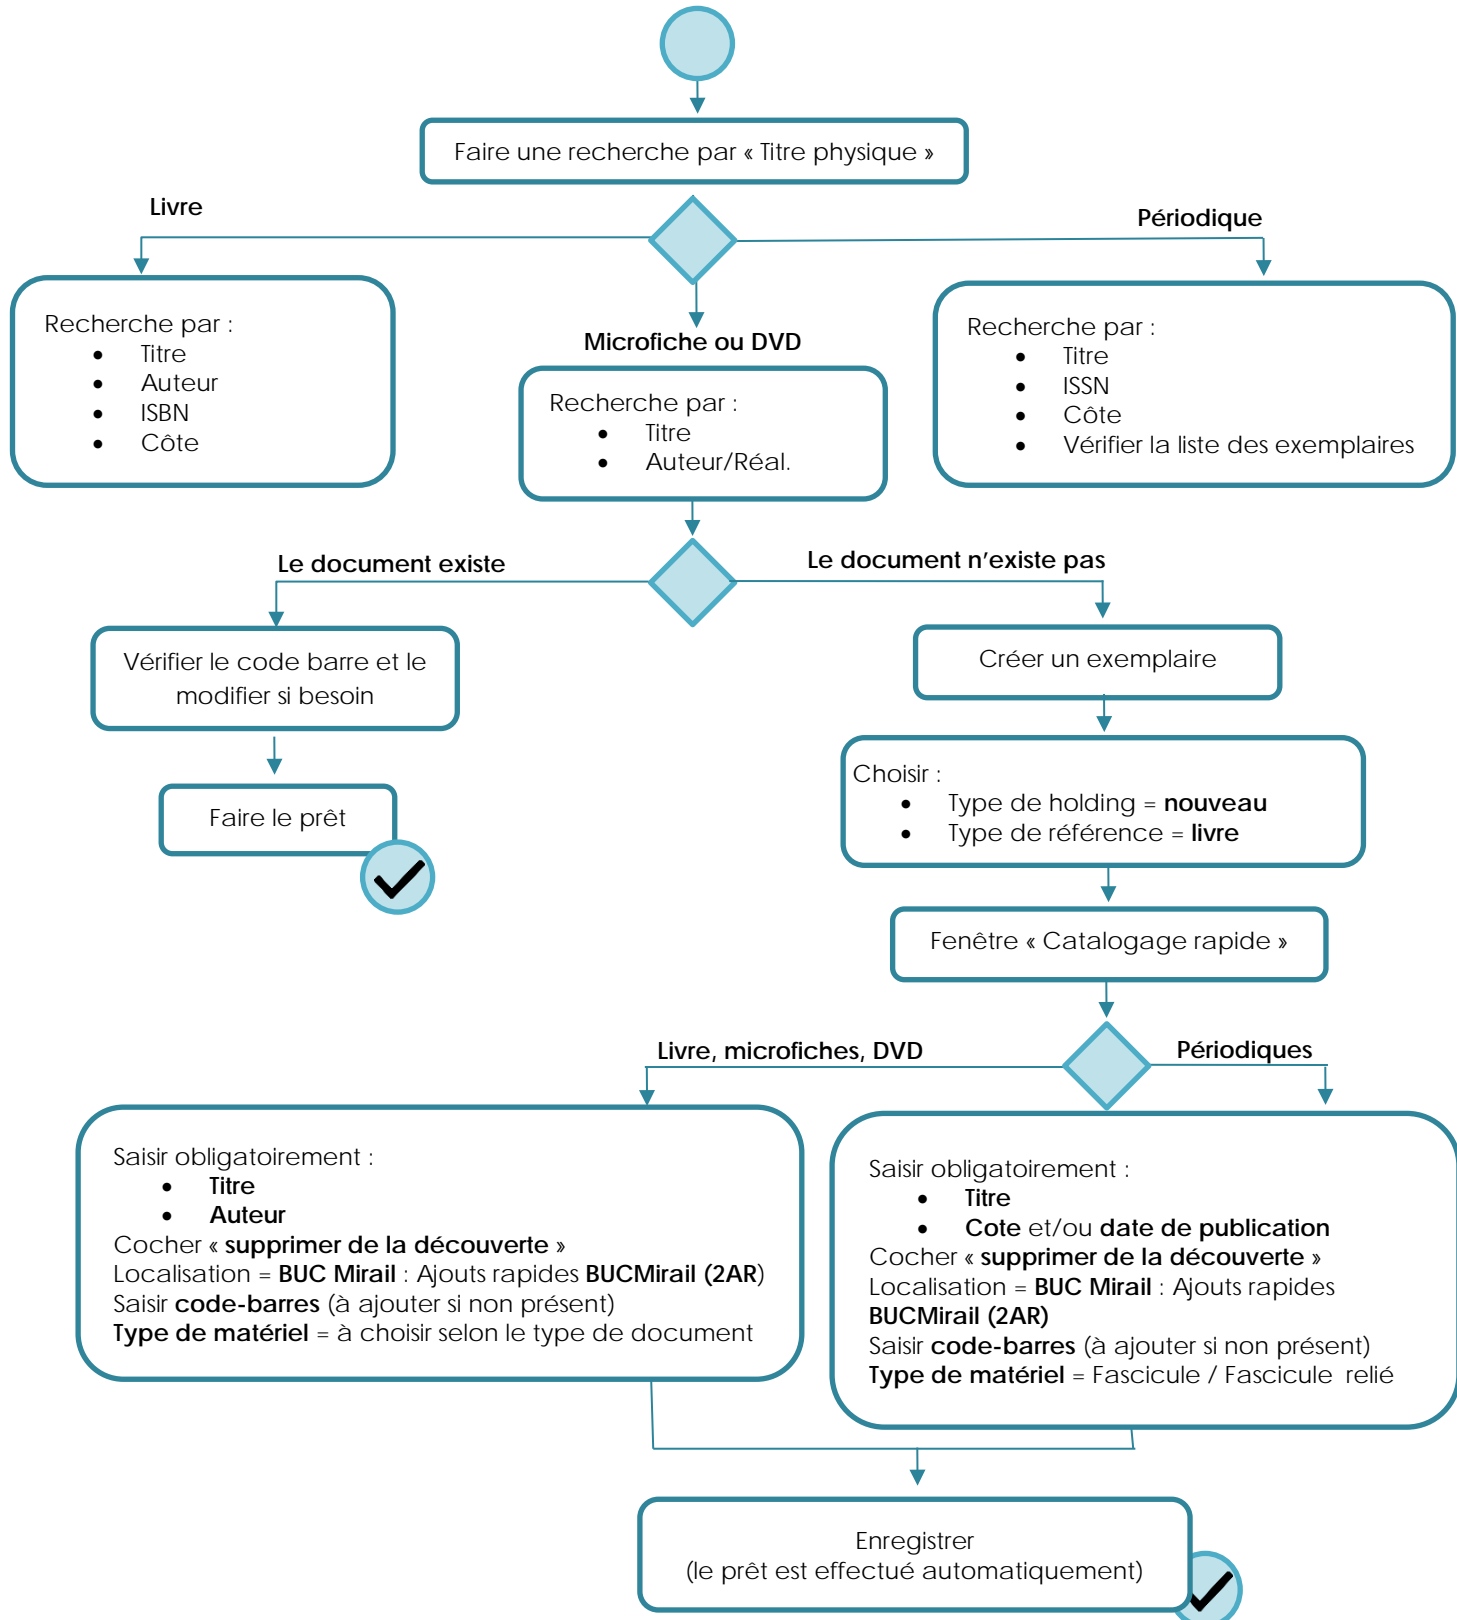 Faire une recherche par « Titre physique »
Livre
Périodique
Recherche par :
• Titre
• Auteur
• ISBN
• Côte
Microfiche ou DVD
Recherche par :
• Titre
• Auteur/Réal.
Recherche par :
• Titre
• ISSN
• Côte
• Vérifier la liste des exemplaires
Le document existe
Le document n'existe pas
Vérifier le code barre et le
modifier si besoin
Faire le prêt
Créer un exemplaire
Choisir :
• Type de holding = nouveau
• Type de référence = livre
Fenêtre « Catalogage rapide »
Livre, microfiches, DVD
Périodiques
Saisir obligatoirement :
• Titre
• Auteur
Cocher « supprimer de la découverte »
Localisation = BUC Mirail : Ajouts rapides BUCMirail (2AR)
Saisir code-barres (à ajouter si non présent)
Type de matériel = à choisir selon le type de document
Saisir obligatoirement :
• Titre
• Cote et/ou date de publication
Cocher « supprimer de la découverte »
Localisation = BUC Mirail : Ajouts rapides
BUCMirail (2AR)
Saisir code-barres (à ajouter si non présent)
Type de matériel = Fascicule / Fascicule relié
Enregistrer
(le prêt est effectué automatiquement)